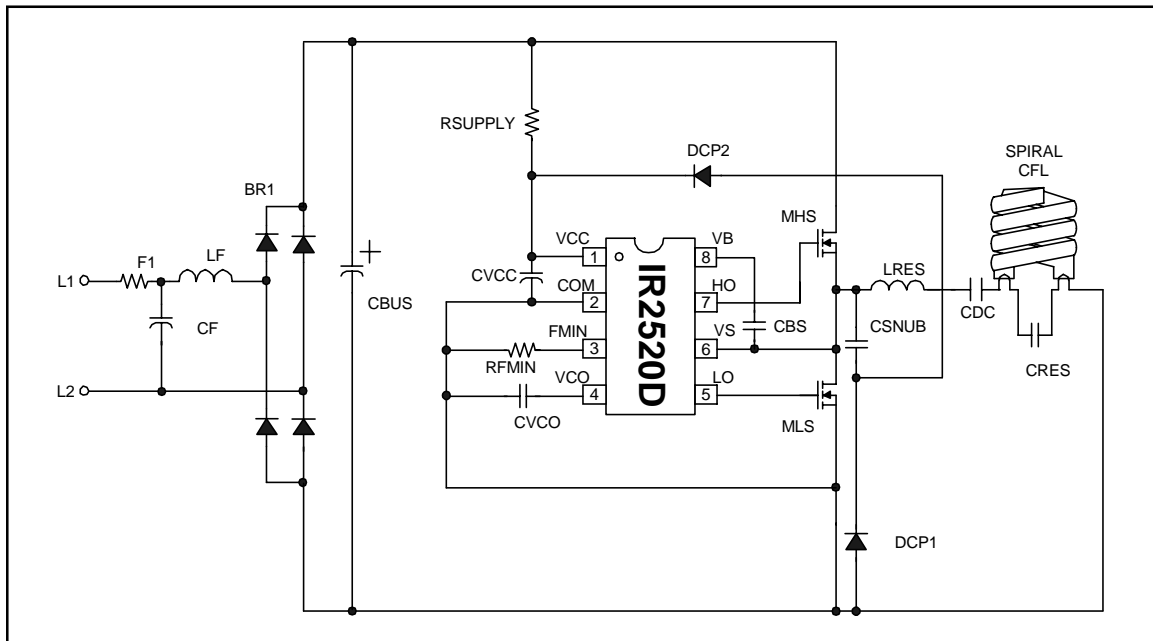 RSUPPLY
DCP2
SPIRAL
CFL
BR1
MHS
F1
LF
VCC
VB
1
8
L1
CVCC
IR2520D
LRES
COM
HO
2
7
CBUS
CF
CDC
FMIN
VS
CBS
CSNUB
3
6
RFMIN
CRES
VCO
LO
L2
4
5
CVCO
MLS
DCP1